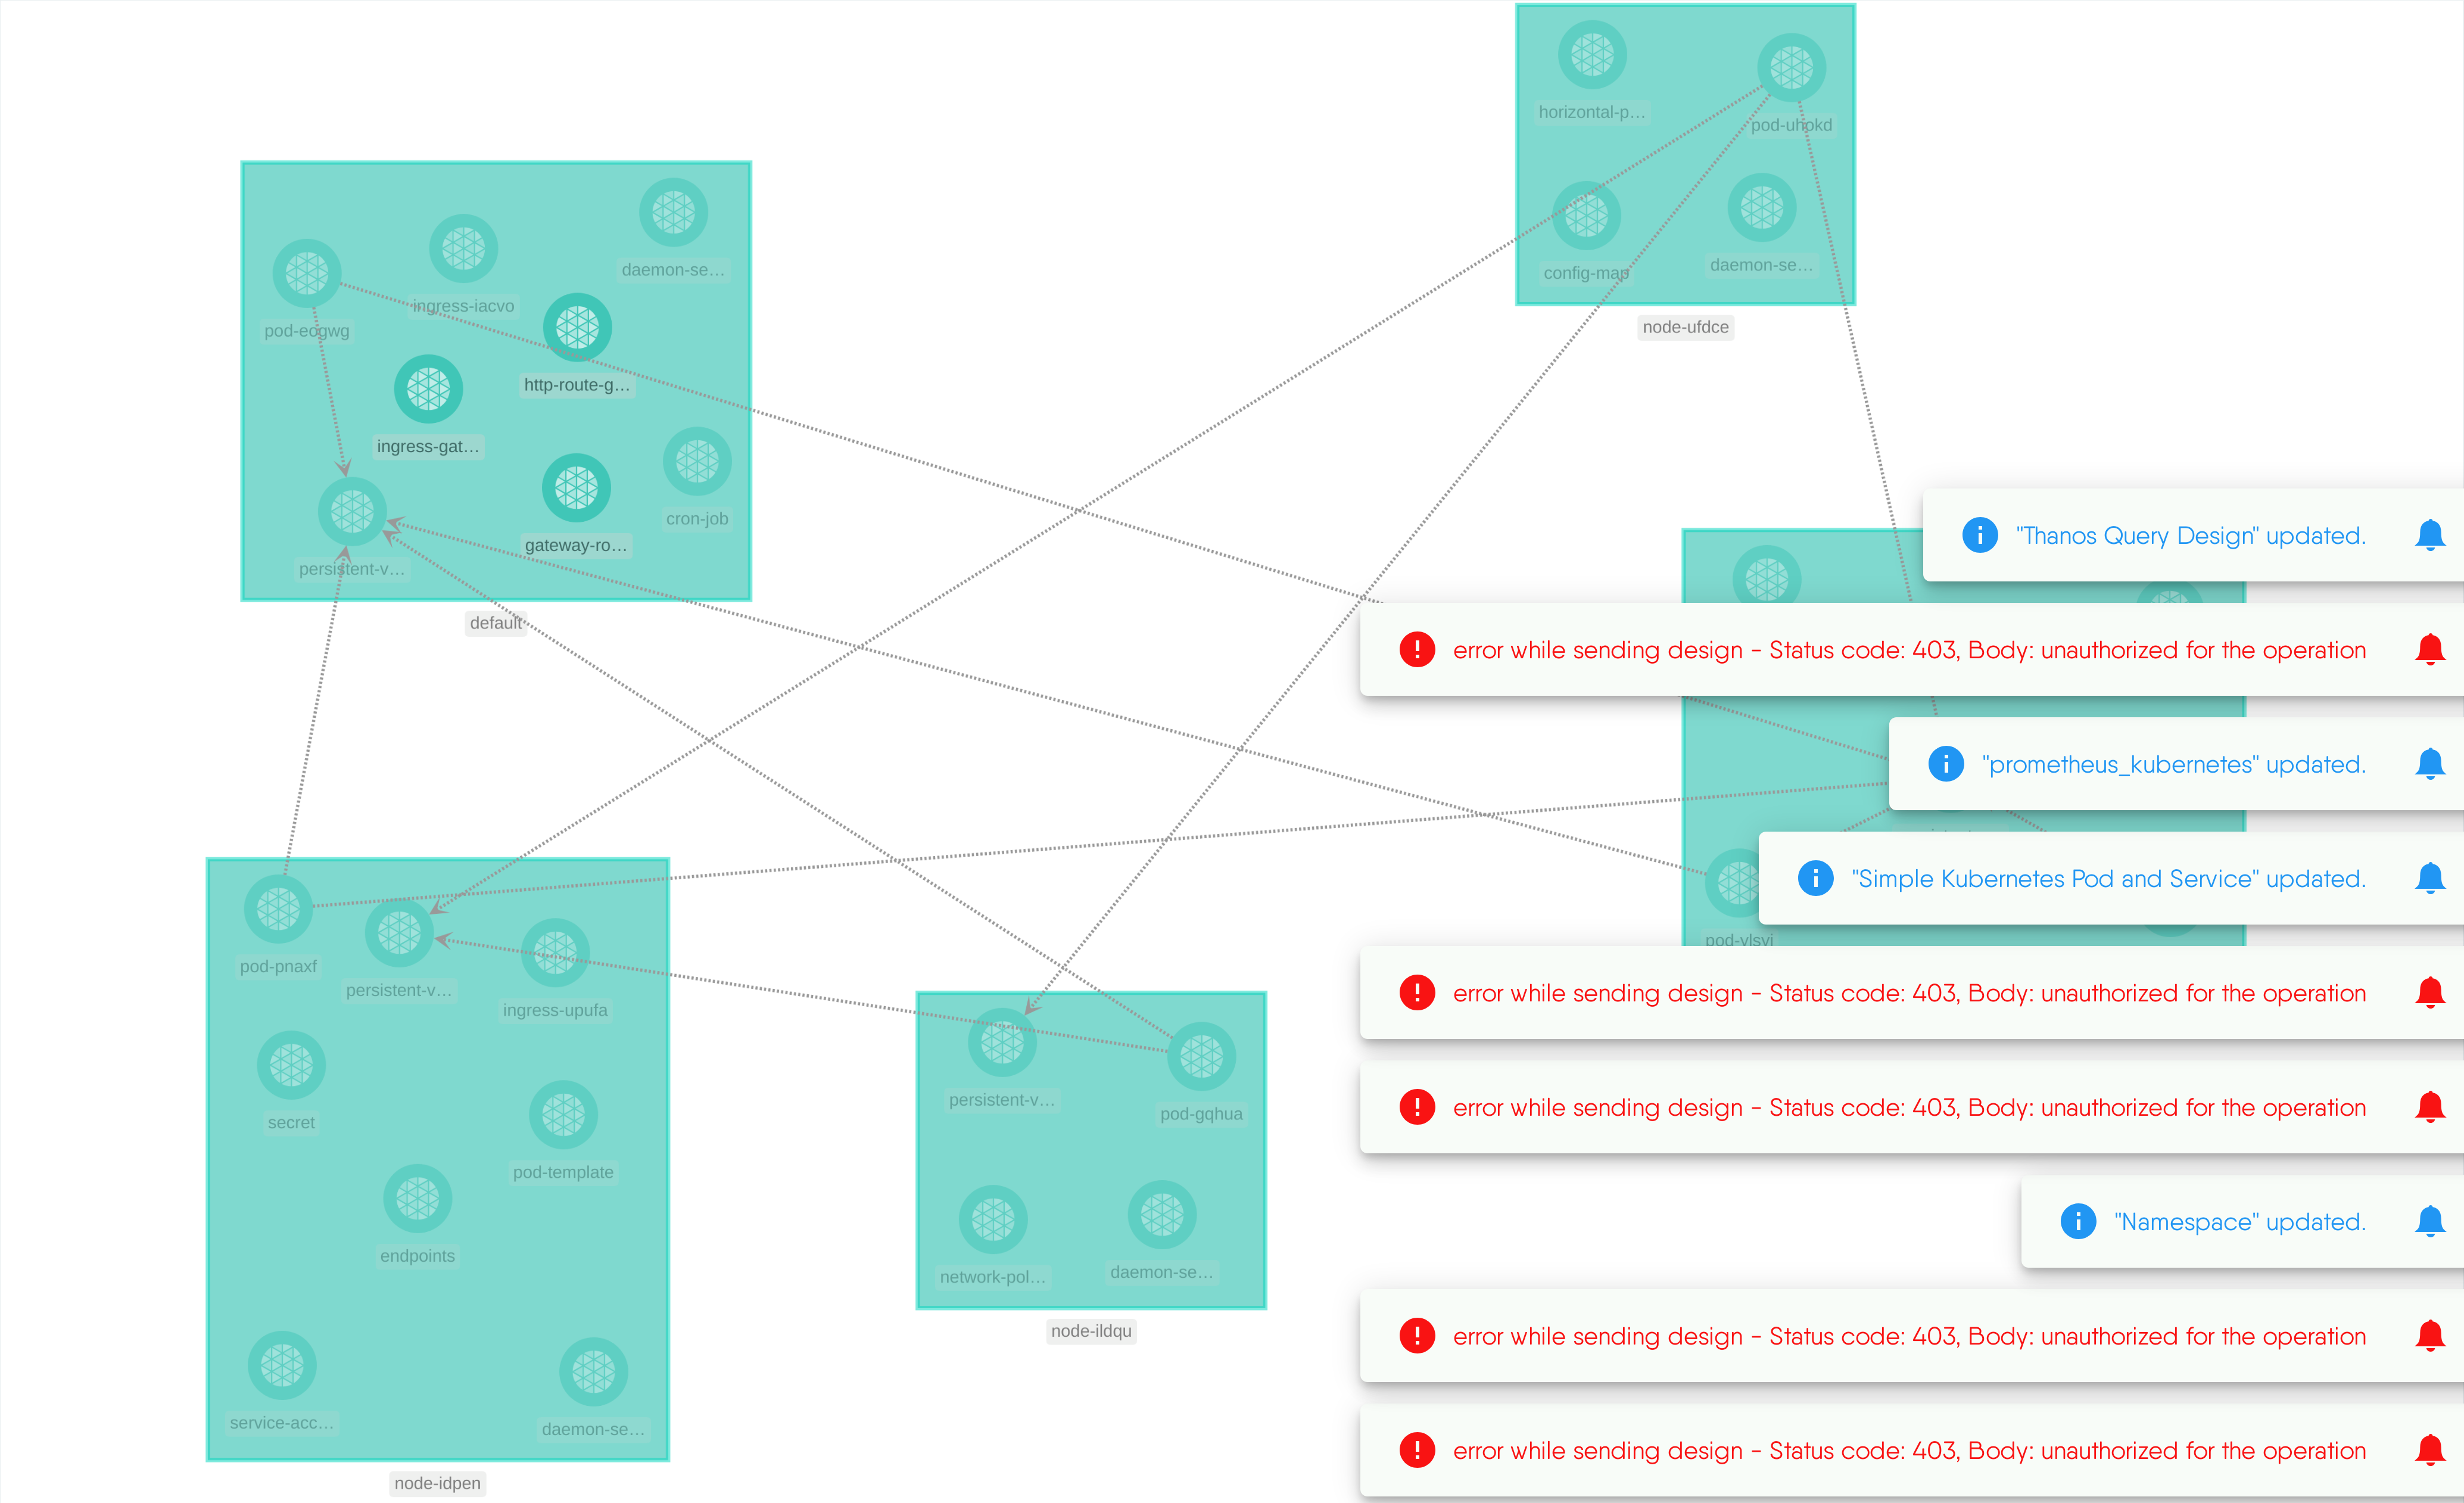 horizontal-p…
pod-uhokd
config-map
daemon-se…
node-ufdce
daemon-se…
ingress-iacvo
pod-eogwg
http-route-g…
ingress-gat…
cron-job
gateway-ro…
persistent-v…
default
"Thanos Query Design" updated.
error while sending design - Status code: 403, Body: unauthorized for the operation
"prometheus_kubernetes" updated.
"Simple Kubernetes Pod and Service" updated.
pod-vlsvi
error while sending design - Status code: 403, Body: unauthorized for the operation
error while sending design - Status code: 403, Body: unauthorized for the operation
"Namespace" updated.
error while sending design - Status code: 403, Body: unauthorized for the operation
error while sending design - Status code: 403, Body: unauthorized for the operation
pod-pnaxf
persistent-v…
ingress-upufa
secret
pod-template
endpoints
service-acc…
daemon-se…
node-idpen
persistent-v…
pod-gqhua
network-pol…
daemon-se…
node-ildqu